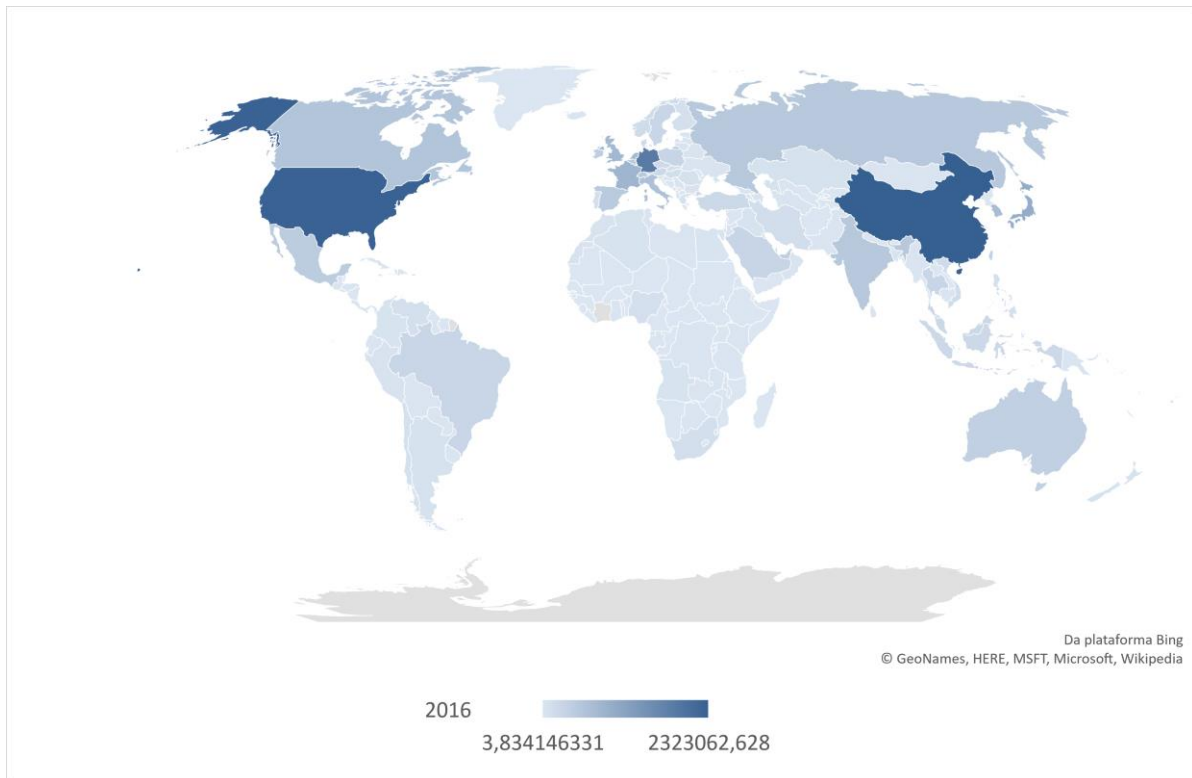 Da plataforma Bing
© GeoNames, HERE, MSFT, Microsoft, Wikipedia
2016
3,834146331 2323062,628